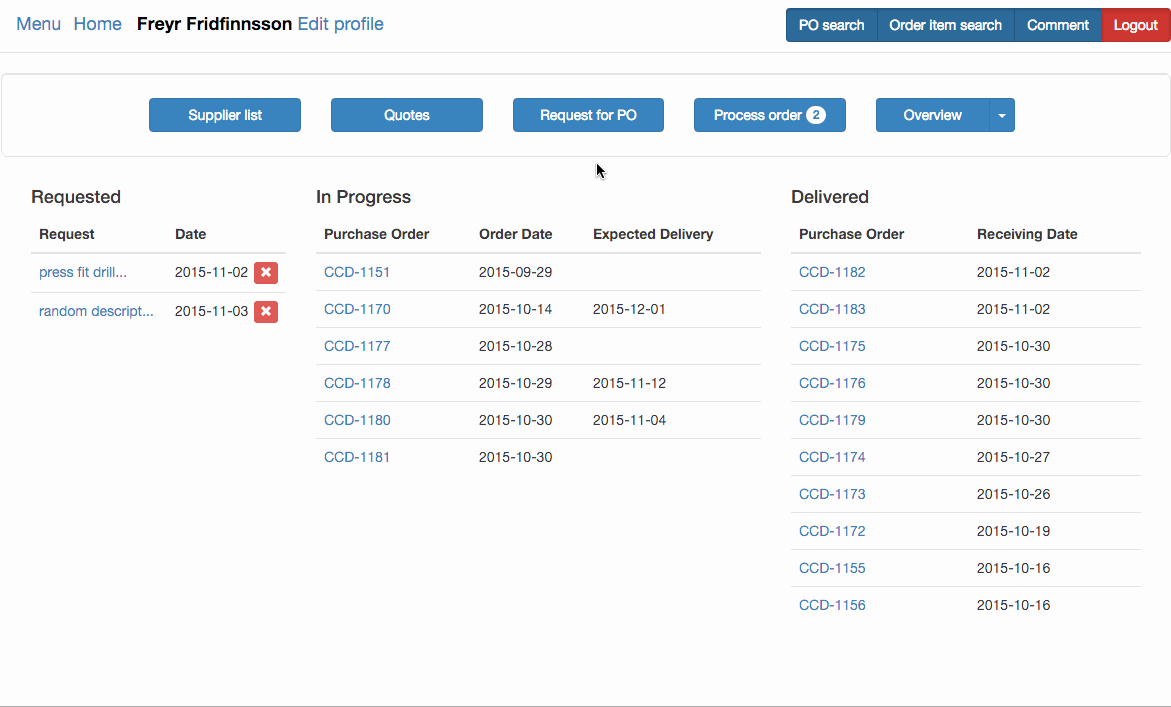 Menu Home Freyr Fridfinnsson Edit profile PO search Order item search Comment Logout
Supplier list Quotes Request for PO Process order 2 Overview
Requested
Request Date
press fit drill... 2015-11-02
random descript... 2015-11-03
In Progress
Purchase Order Order Date Expected Delivery
CCD-1151 2015-09-29
CCD-1170 2015-10-14 2015-12-01
CCD-1177 2015-10-28
CCD-1178 2015-10-29 2015-11-12
CCD-1180 2015-10-30 2015-11-04
CCD-1181 2015-10-30
Delivered
Purchase Order Receiving Date
CCD-1182 2015-11-02
CCD-1183 2015-11-02
CCD-1175 2015-10-30
CCD-1176 2015-10-30
CCD-1179 2015-10-30
CCD-1174 2015-10-27
CCD-1173 2015-10-26
CCD-1172 2015-10-19
CCD-1155 2015-10-16
CCD-1156 2015-10-16